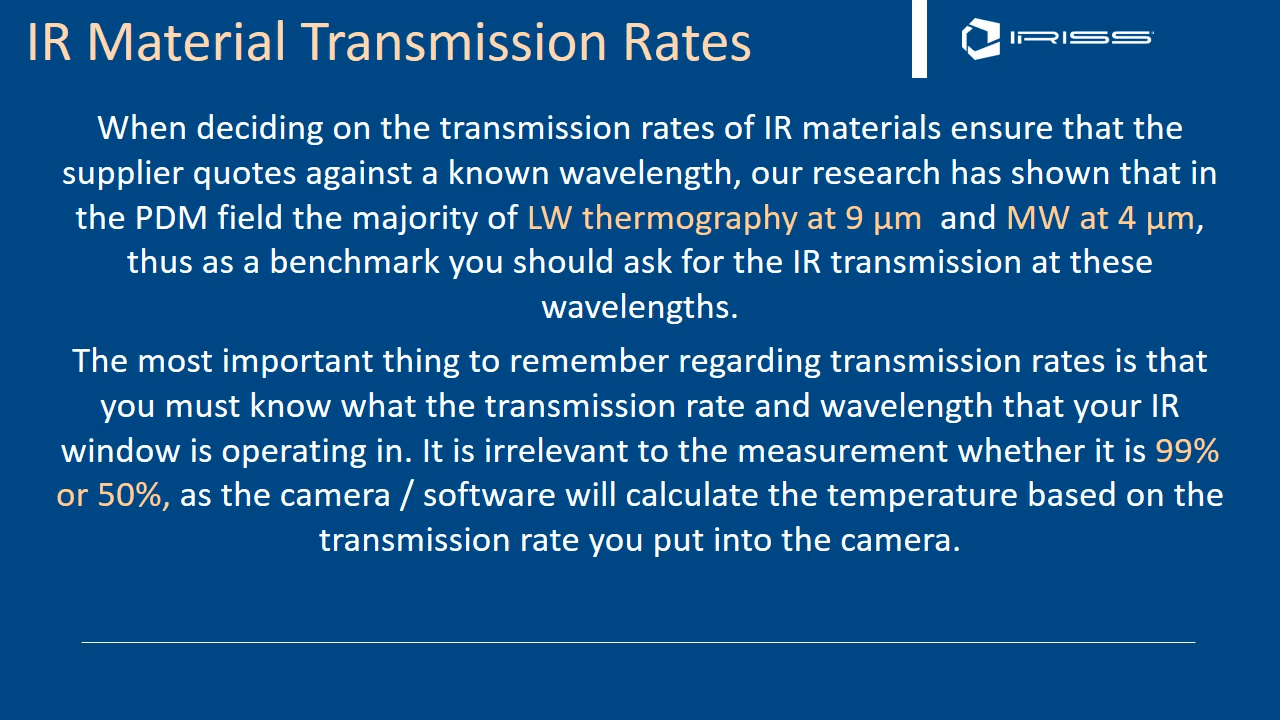 IR Material Transmission Rates
IRISS
When deciding on the transmission rates of IR materials ensure that the
supplier quotes against a known wavelength, our research has shown that in
the PDM field the majority of LW thermography at 9 µm and MW at 4 µm,
thus as a benchmark you should ask for the IR transmission at these
wavelengths.
The most important thing to remember regarding transmission rates is that
you must know what the transmission rate and wavelength that your IR
window is operating in. It is irrelevant to the measurement whether it is 99%
or 50%, as the camera / software will calculate the temperature based on the
transmission rate you put into the camera.